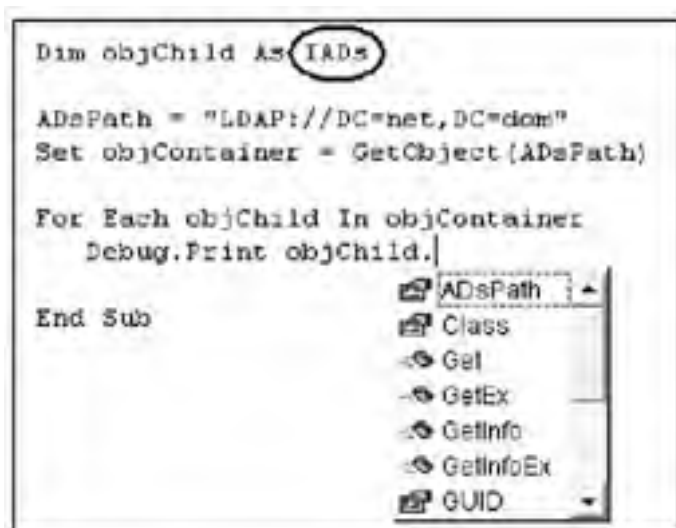 Dim objChild As IADs
ADsPath = "LDAP://DC=net,DC=dom"
Set objContainer = GetObject(ADsPath)
For Each objChild In objContainer
Debug.Print objChild.
ADsPath
End Sub
Class
Get
GetEx
GetInfo
GetInfoEx
GUID